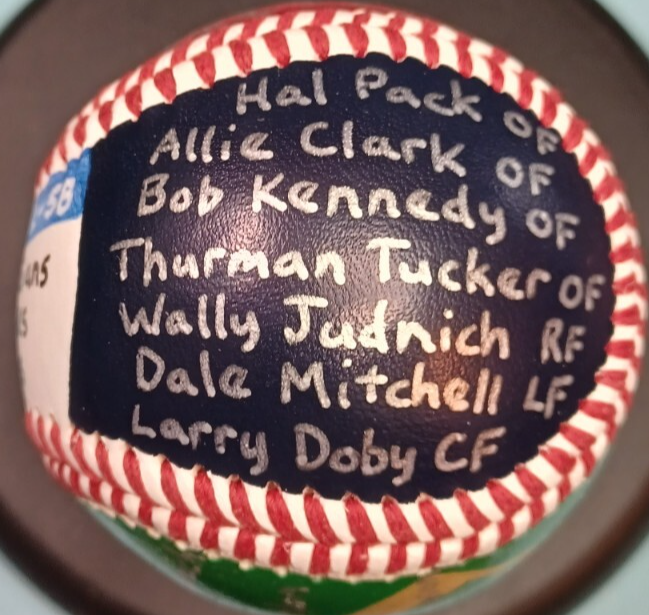 Hal Pack OF
Allie Clark OF
Bob Kennedy OF
Thurman Tucker OF
Wally Judnich RF
Dale Mitchell LF
Larry Doby CF
-5B